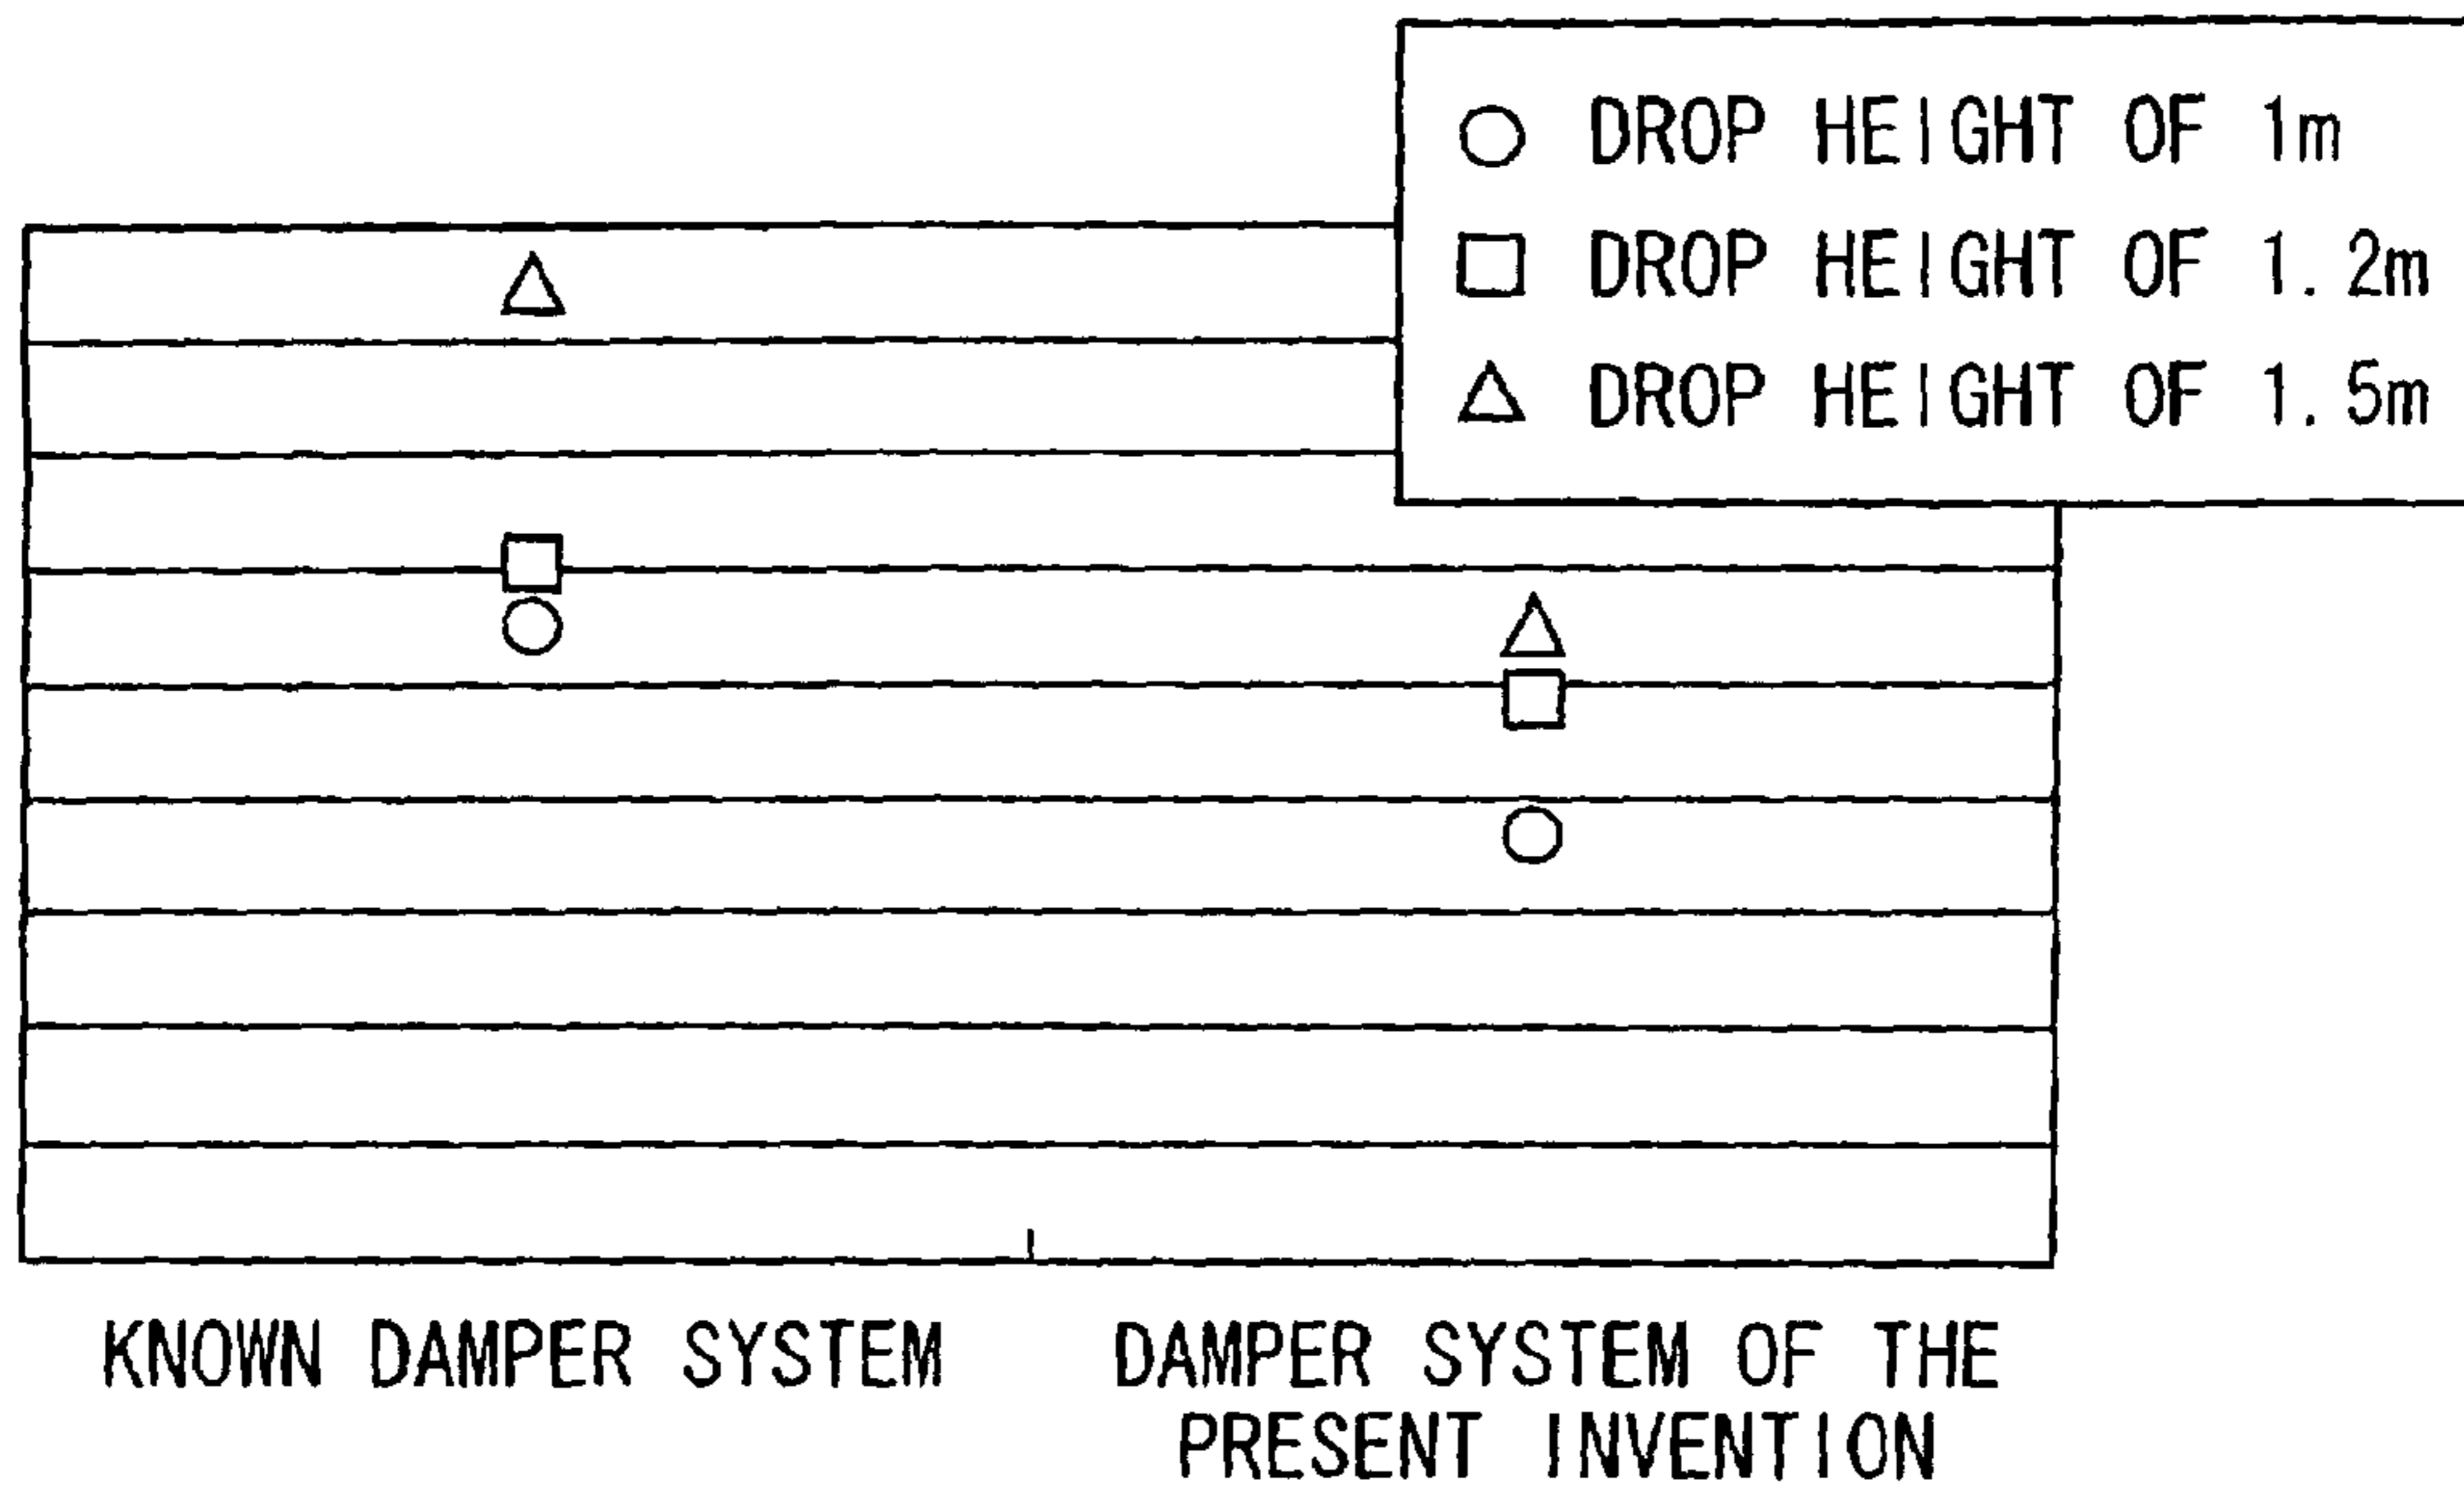 DROP HEIGHT OF 1m
DROP HEIGHT OF 1.2m
DROP HEIGHT OF 1.5m
KNOWN DAMPER SYSTEM
DAMPER SYSTEM OF THE
PRESENT INVENTION